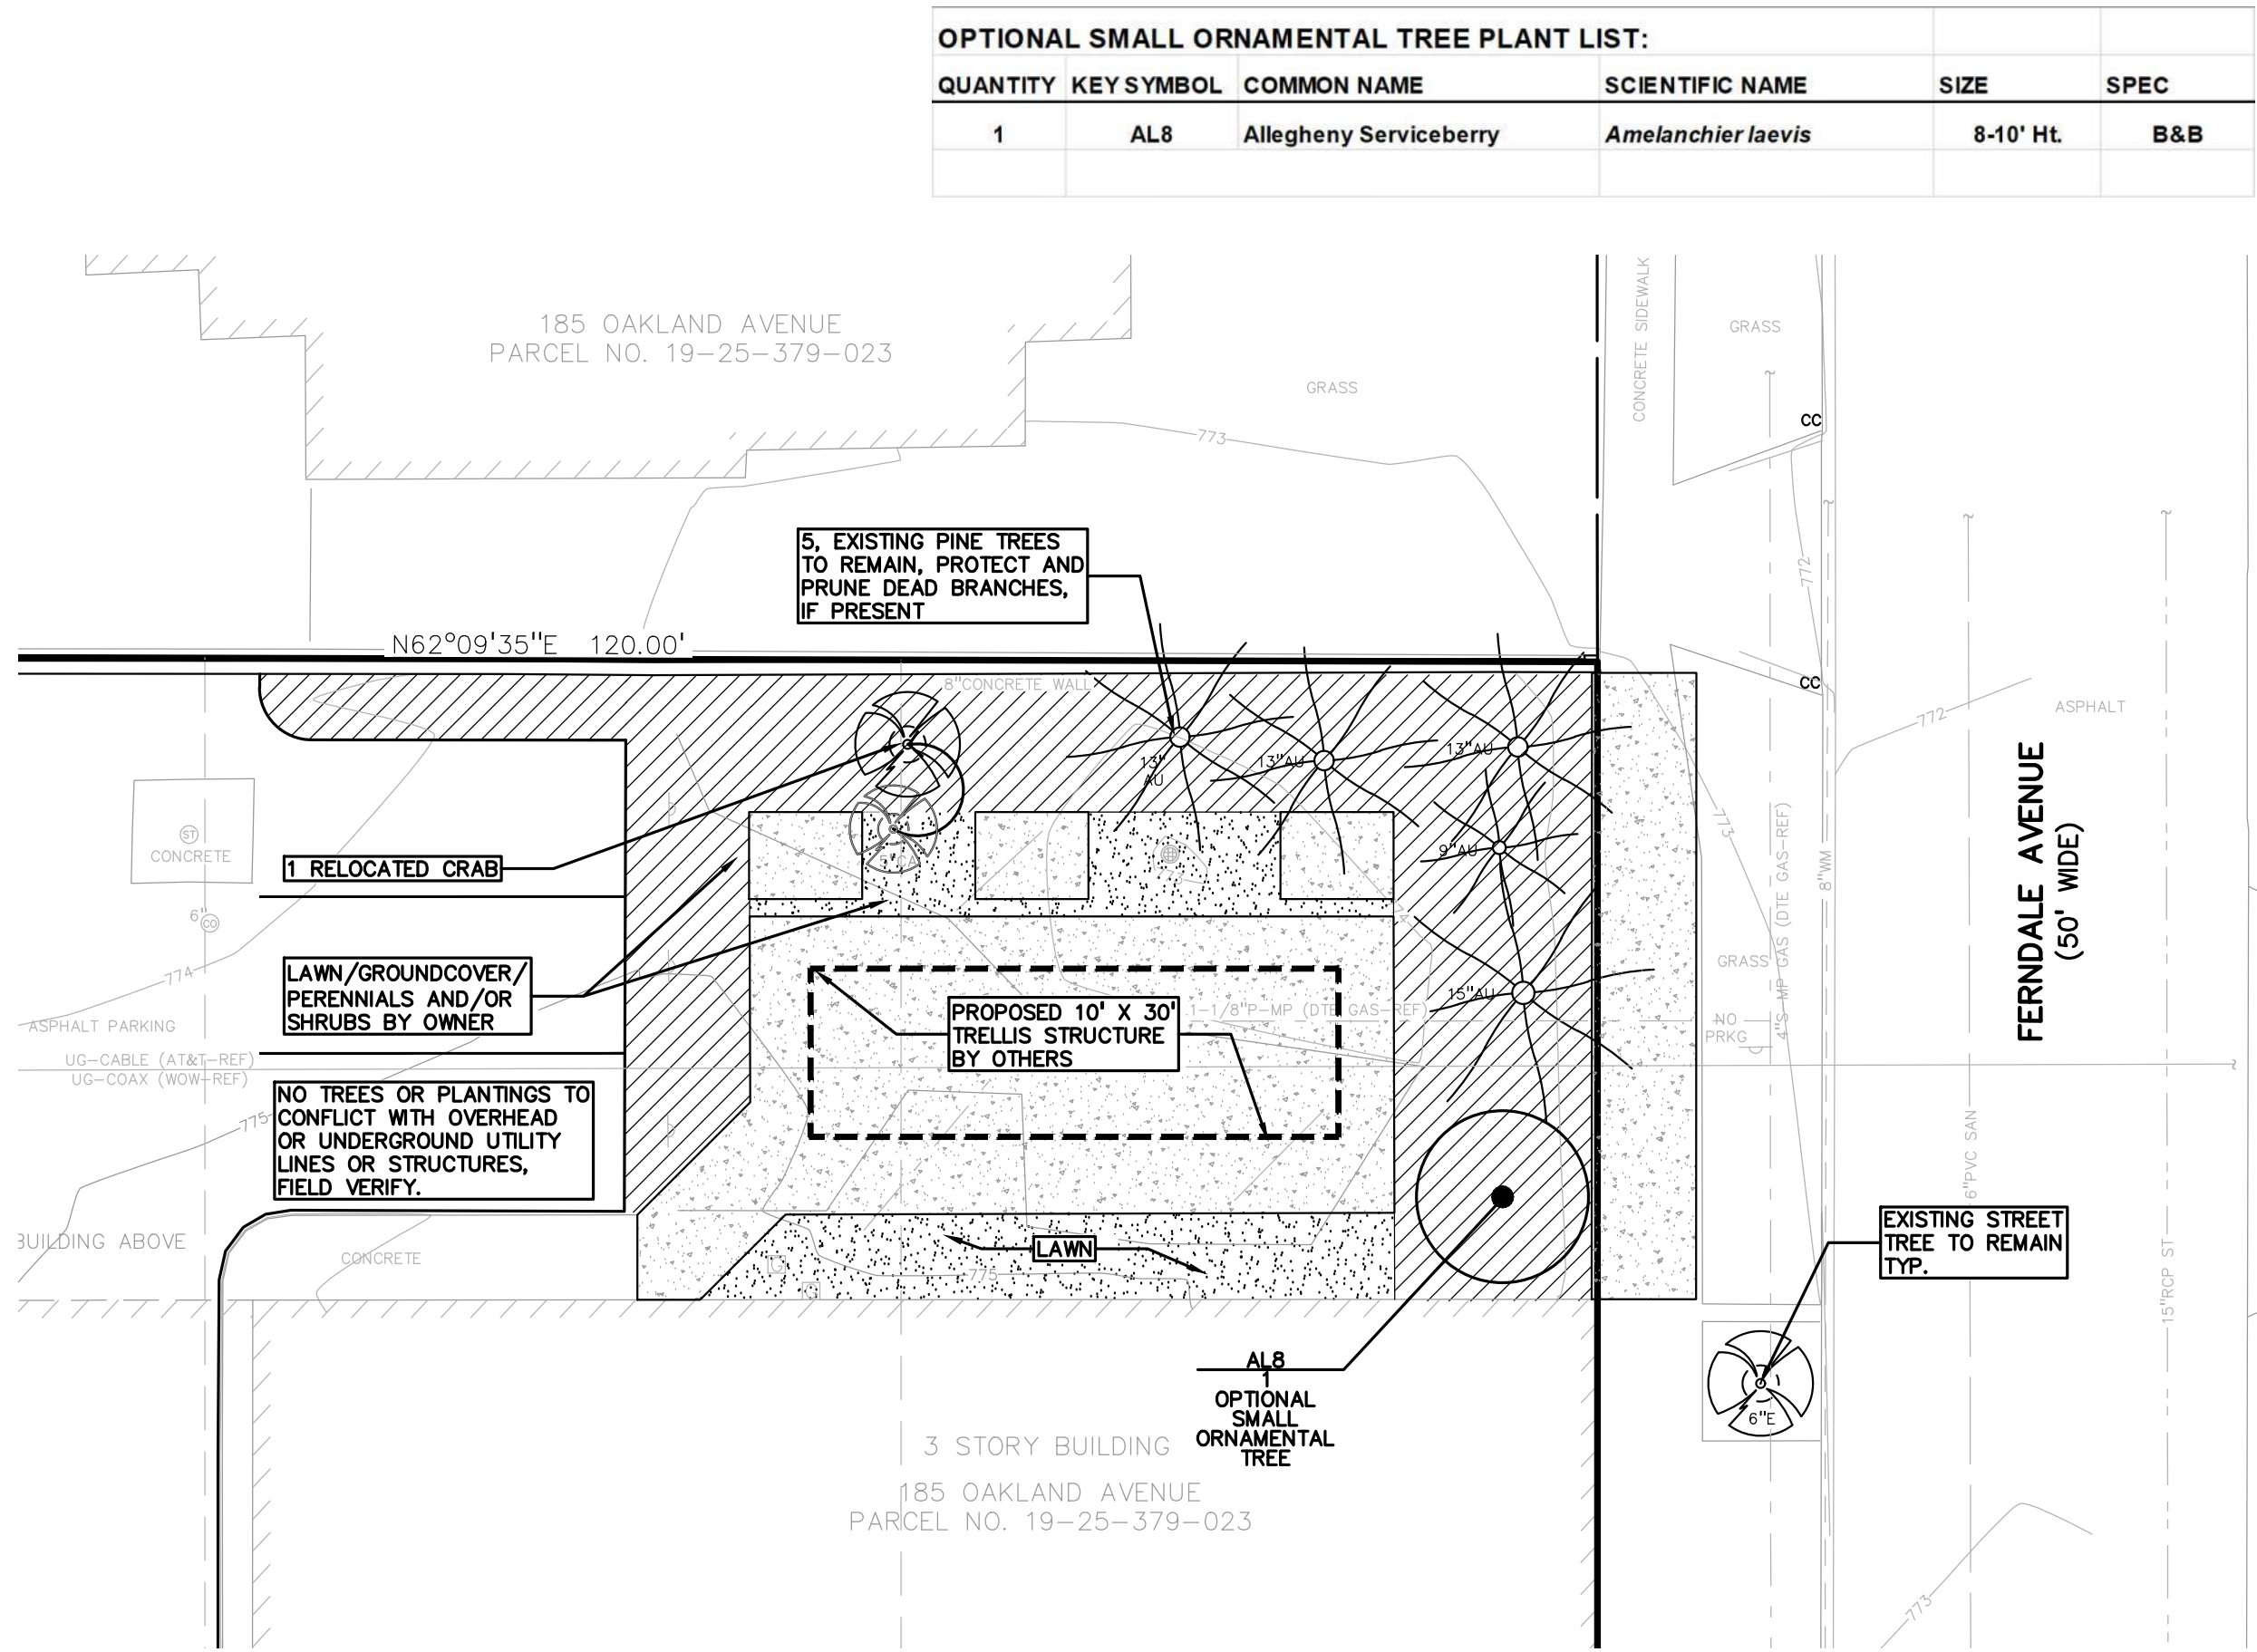 OPTIONAL SMALL ORNAMENTAL TREE PLANT LIST:
QUANTITY KEY SYMBOL COMMON NAME SCIENTIFIC NAME SIZE SPEC
1 AL8 Allegheny Serviceberry Amelanchier laevis 8-10' Ht. B&B
185 OAKLAND AVENUE
PARCEL NO. 19-25-379-023
CONCRETE SIDEWALK
GRASS
GRASS
CC
773
772
5, EXISTING PINE TREES
TO REMAIN, PROTECT AND
PRUNE DEAD BRANCHES,
IF PRESENT
N62°09'35"E 120.00'
8"CONCRETE WALL
CC
772
ASPHALT
13"
AU
13"AU
13"AU
9"AU
15"AU
5"CA
ST
CONCRETE
1 RELOCATED CRAB
6"
CO
774
774
773
4"S-MP GAS (DTE GAS-REF)
8"WM
FERNDALE AVENUE
(50' WIDE)
GRASS
LAWN/GROUNDCOVER/
PERENNIALS AND/OR
SHRUBS BY OWNER
PROPOSED 10' X 30'
TRELLIS STRUCTURE
BY OTHERS
1-1/8"P-MP (DTE GAS-REF)
NO
PRKG
ASPHALT PARKING
UG-CABLE (AT&T-REF)
UG-COAX (WOW-REF)
NO TREES OR PLANTINGS TO
CONFLICT WITH OVERHEAD
OR UNDERGROUND UTILITY
LINES OR STRUCTURES,
FIELD VERIFY.
775
6"PVC SAN
15"RCP ST
BUILDING ABOVE
CONCRETE
LAWN
G
G
775
EXISTING STREET
TREE TO REMAIN
TYP.
6"E
AL8
1
OPTIONAL
SMALL
ORNAMENTAL
TREE
3 STORY BUILDING
185 OAKLAND AVENUE
PARCEL NO. 19-25-379-023
773